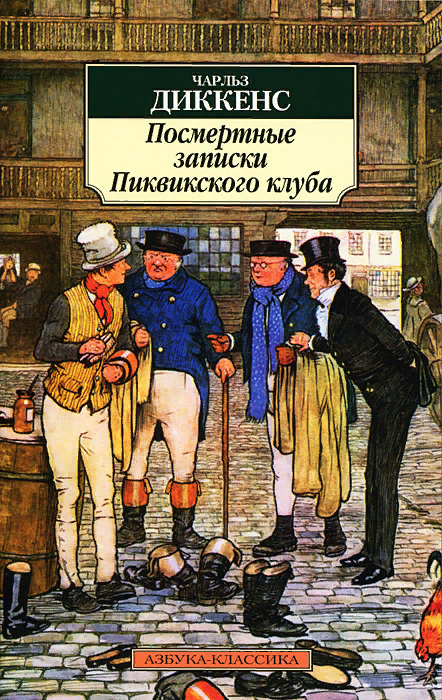 ЧАРЛЬЗ
ДИККЕНС
Посмертные
записки
Пиквикского клуба
АЗБУКА-КЛАССИКА